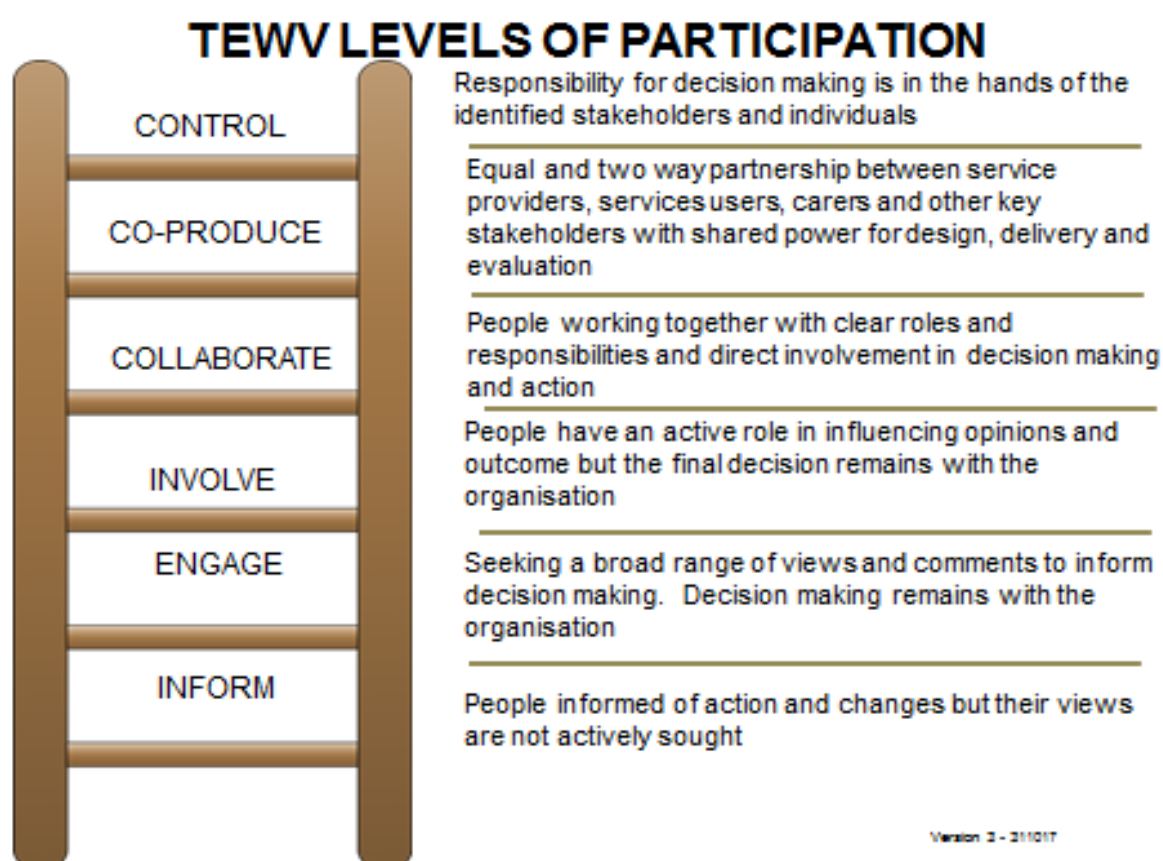 TEWV LEVELS OF PARTICIPATION
CONTROL
Responsibility for decision making is in the hands of the
identified stakeholders and individuals
CO-PRODUCE
Equal and two way partnership between service
providers, services users, carers and other key
stakeholders with shared power for design, delivery and
evaluation
COLLABORATE
People working together with clear roles and
responsibilities and direct involvement in decision making
and action
INVOLVE
People have an active role in influencing opinions and
outcome but the final decision remains with the
organisation
ENGAGE
Seeking a broad range of views and comments to inform
decision making. Decision making remains with the
organisation
INFORM
People informed of action and changes but their views
are not actively sought
Version